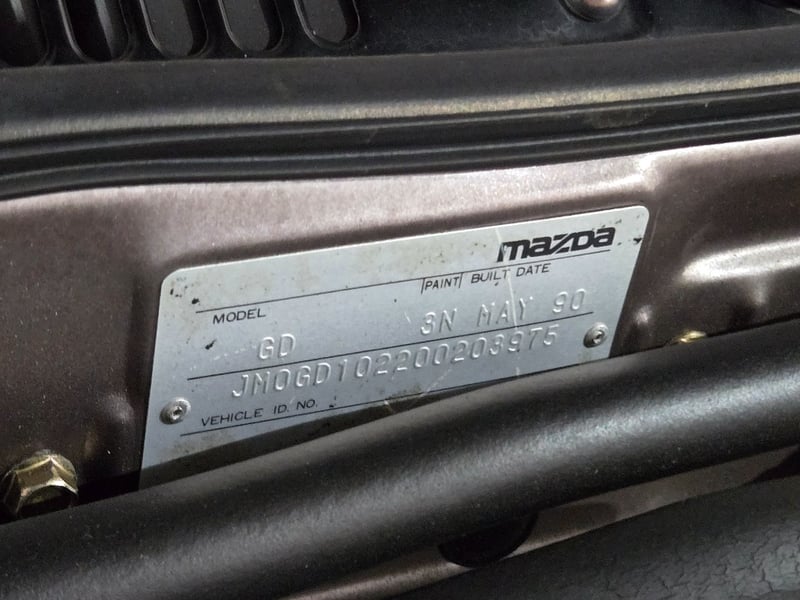 mazda
MODEL PAINT BUILT DATE
GD 3N MAY 90
JM0GD102200203975
VEHICLE ID. NO.